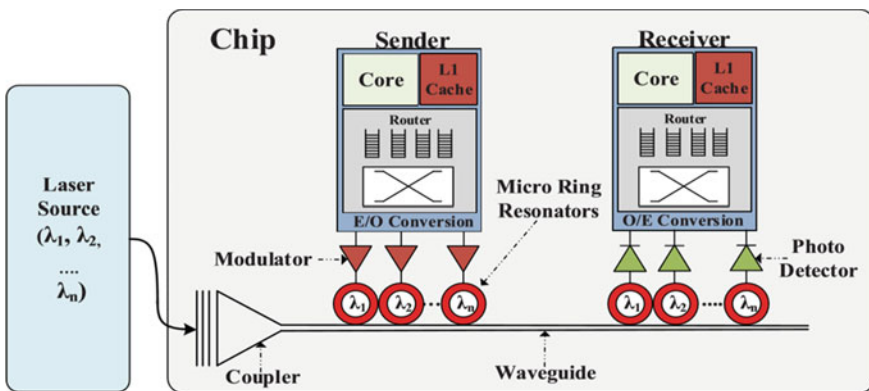 Chip
Sender
Receiver
Core
L1
Cache
Core
L1
Cache
Router
Router
Laser
Source
(λ1, λ2,
....
λn)
E/O Conversion
Micro Ring
Resonators
O/E Conversion
Modulator
Photo
Detector
λ1 λ2 ... λn
λ1 λ2 .... λn
Coupler
Waveguide